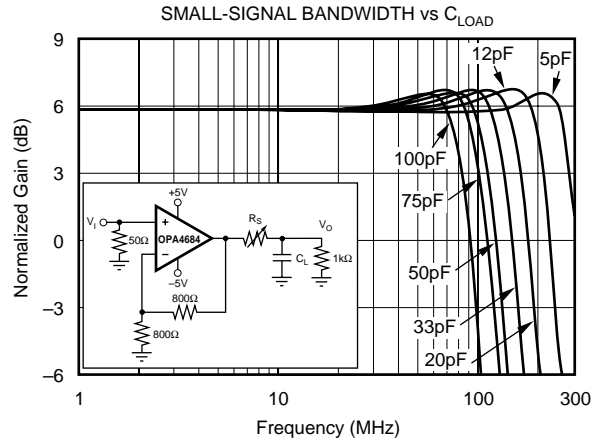 SMALL-SIGNAL BANDWIDTH vs CLOAD
9
6
3
0
−3
−6
Normalized Gain (dB)
12pF
5pF
100pF
75pF
50pF
33pF
20pF
+5V
VI
+
OPA4684
−
50Ω
−5V
RS
VO
CL
1kΩ
800Ω
800Ω
1
10
100
300
Frequency (MHz)